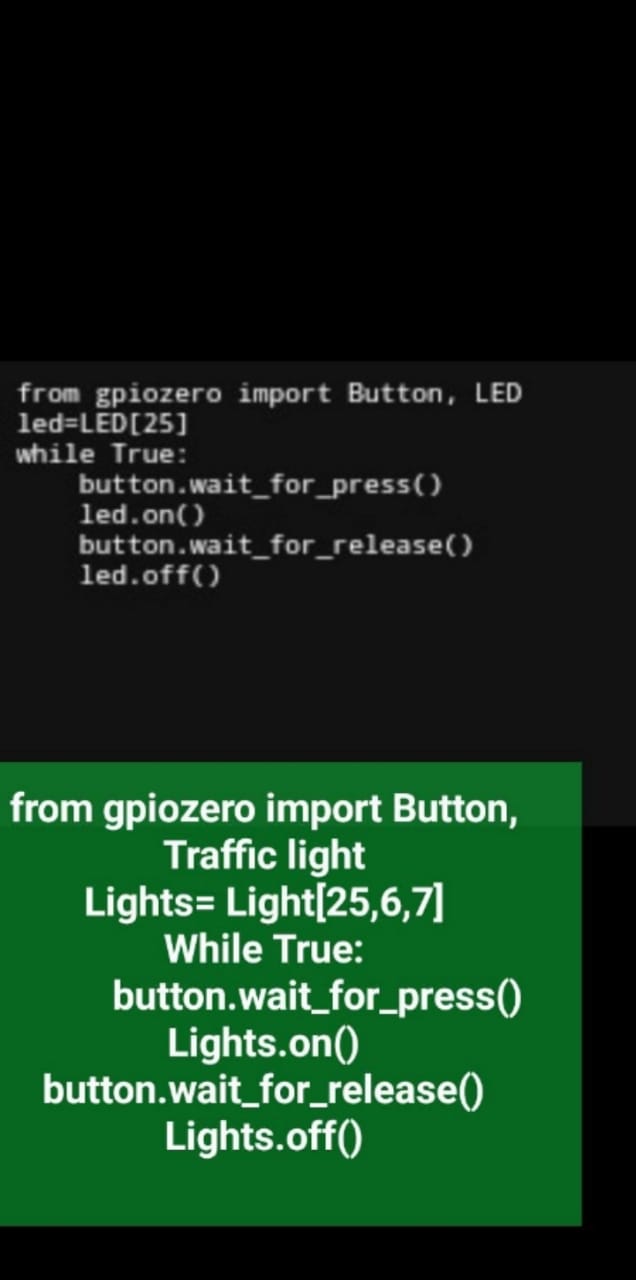 from gpiozero import Button, LED
led=LED[25]
while True:
    button.wait_for_press()
    led.on()
    button.wait_for_release()
    led.off()
from gpiozero import Button,
Traffic light
Lights= Light[25,6,7]
While True:
button.wait_for_press()
Lights.on()
button.wait_for_release()
Lights.off()